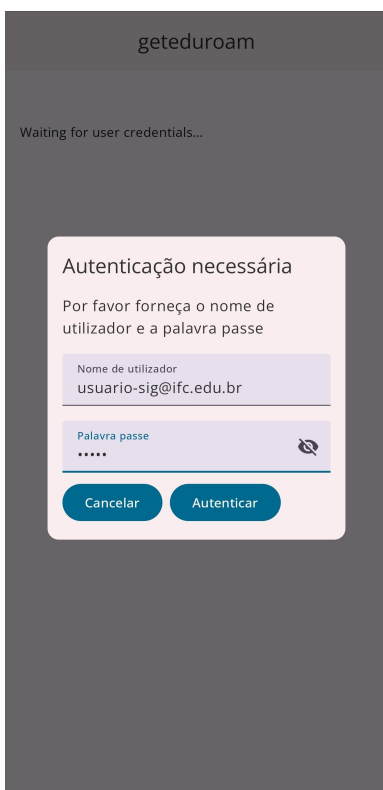 geteduroam
Waiting for user credentials...
Autenticação necessária
Por favor forneça o nome de
utilizador e a palavra passe
Nome de utilizador
usuario-sig@ifc.edu.br
Palavra passe
•••••
Cancelar
Autenticar